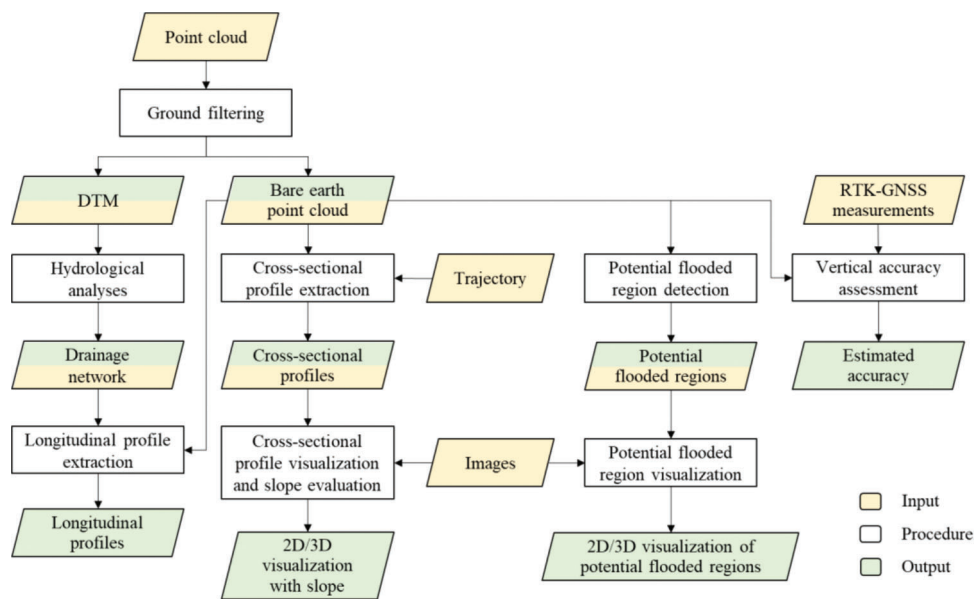 Point cloud
Ground filtering
DTM
Bare earth
point cloud
RTK-GNSS
measurements
Hydrological
analyses
Cross-sectional
profile extraction
Trajectory
Potential flooded
region detection
Vertical accuracy
assessment
Drainage
network
Cross-sectional
profiles
Potential
flooded regions
Estimated
accuracy
Longitudinal profile
extraction
Cross-sectional
profile visualization
and slope evaluation
Images
Potential flooded
region visualization
Longitudinal
profiles
2D/3D
visualization
with slope
2D/3D visualization of
potential flooded regions
Input
Procedure
Output